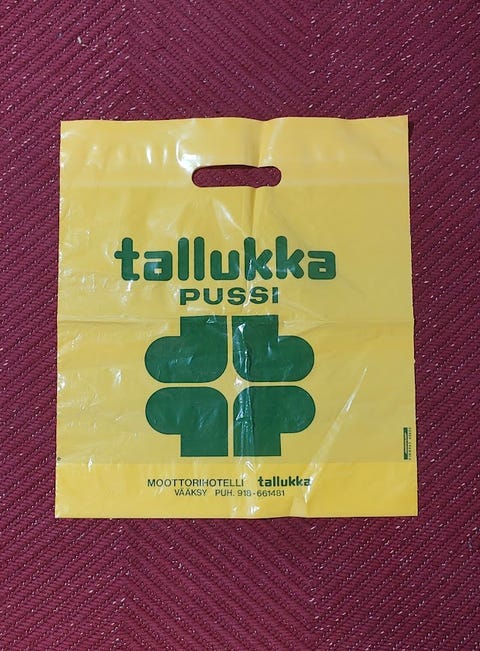 tallukka
PUSSI
MOOTTORIHOTELLI tallukka
VÄÄKSY PUH. 918-661481